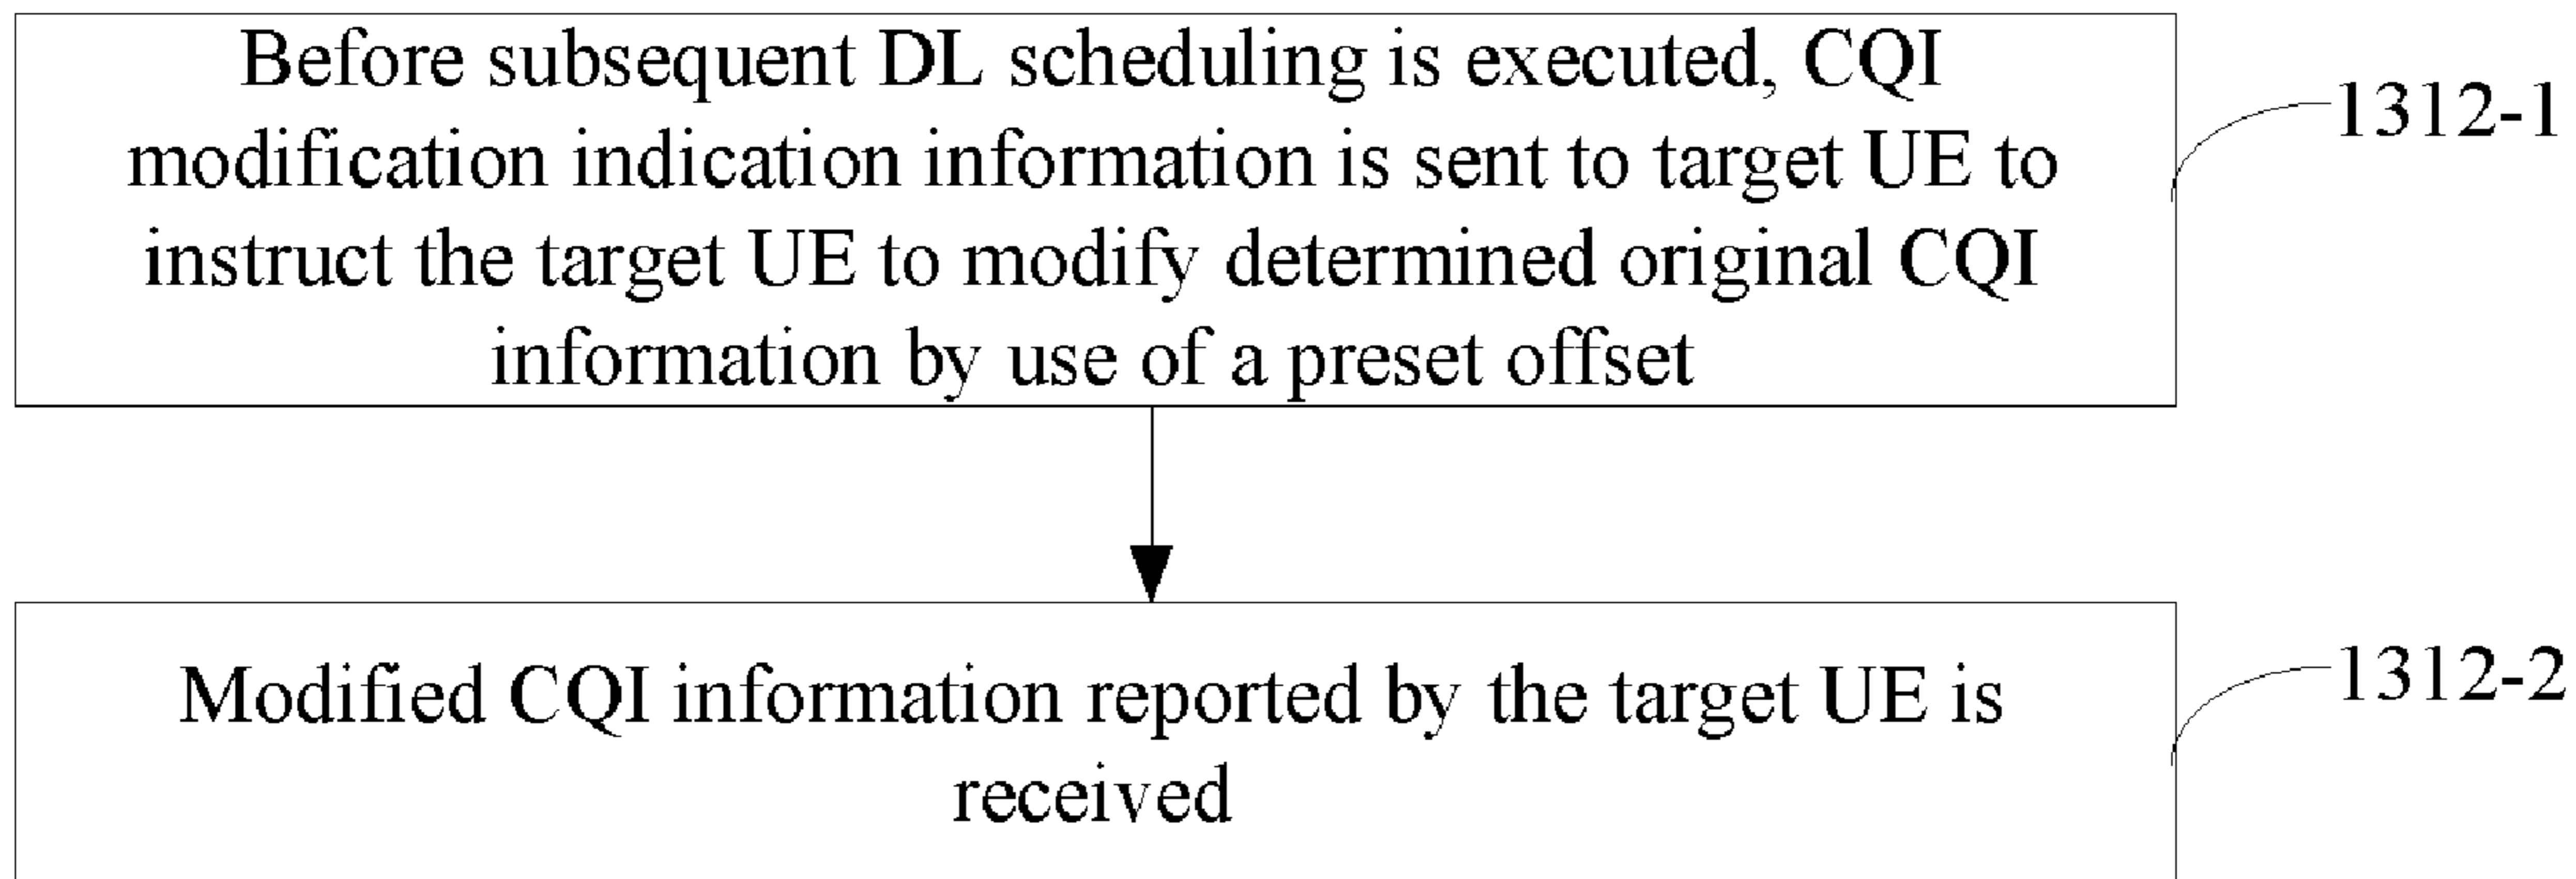 Before subsequent DL scheduling is executed, CQI
modification indication information is sent to target UE to
instruct the target UE to modify determined original CQI
information by use of a preset offset
1312-1
Modified CQI information reported by the target UE is
received
1312-2